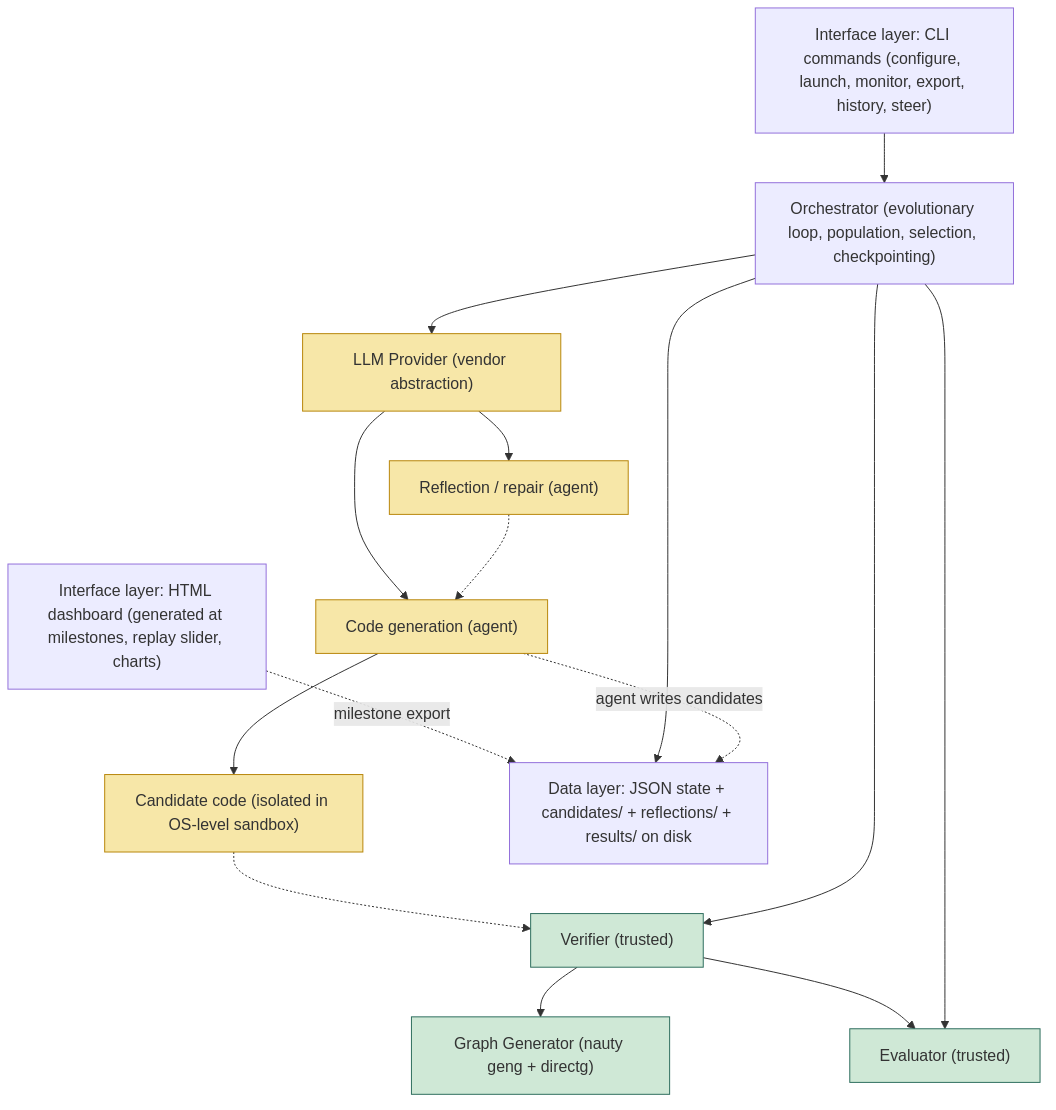 Interface layer: CLI
commands (configure,
launch, monitor, export,
history, steer)
Orchestrator (evolutionary
loop, population, selection,
checkpointing)
LLM Provider (vendor
abstraction)
Reflection / repair (agent)
Interface layer: HTML
dashboard (generated at
milestones, replay slider,
charts)
Code generation (agent)
agent writes candidates
milestone export
Candidate code (isolated in
OS-level sandbox)
Data layer: JSON state +
candidates/ + reflections/ +
results/ on disk
Verifier (trusted)
Graph Generator (nauty
geng + directg)
Evaluator (trusted)